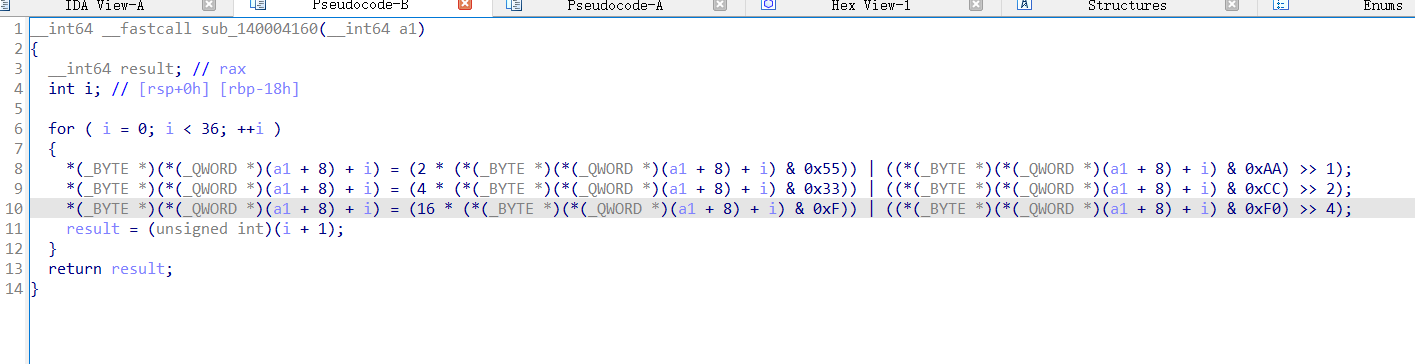 IDA View-A Pseudocode-B Pseudocode-A Hex View-1 Structures Enums
1 __int64 __fastcall sub_140004160(__int64 a1)
2 {
3 __int64 result; // rax
4 int i; // [rsp+0h] [rbp-18h]
5
6 for ( i = 0; i < 36; ++i )
7 {
8 *(_BYTE *)(*(_QWORD *)(a1 + 8) + i) = (2 * (*(_BYTE *)(*(_QWORD *)(a1 + 8) + i) & 0x55)) | ((*(_BYTE *)(*(_QWORD *)(a1 + 8) + i) & 0xAA) >> 1);
9 *(_BYTE *)(*(_QWORD *)(a1 + 8) + i) = (4 * (*(_BYTE *)(*(_QWORD *)(a1 + 8) + i) & 0x33)) | ((*(_BYTE *)(*(_QWORD *)(a1 + 8) + i) & 0xCC) >> 2);
10 *(_BYTE *)(*(_QWORD *)(a1 + 8) + i) = (16 * (*(_BYTE *)(*(_QWORD *)(a1 + 8) + i) & 0xF)) | ((*(_BYTE *)(*(_QWORD *)(a1 + 8) + i) & 0xF0) >> 4);
11 result = (unsigned int)(i + 1);
12 }
13 return result;
14 }